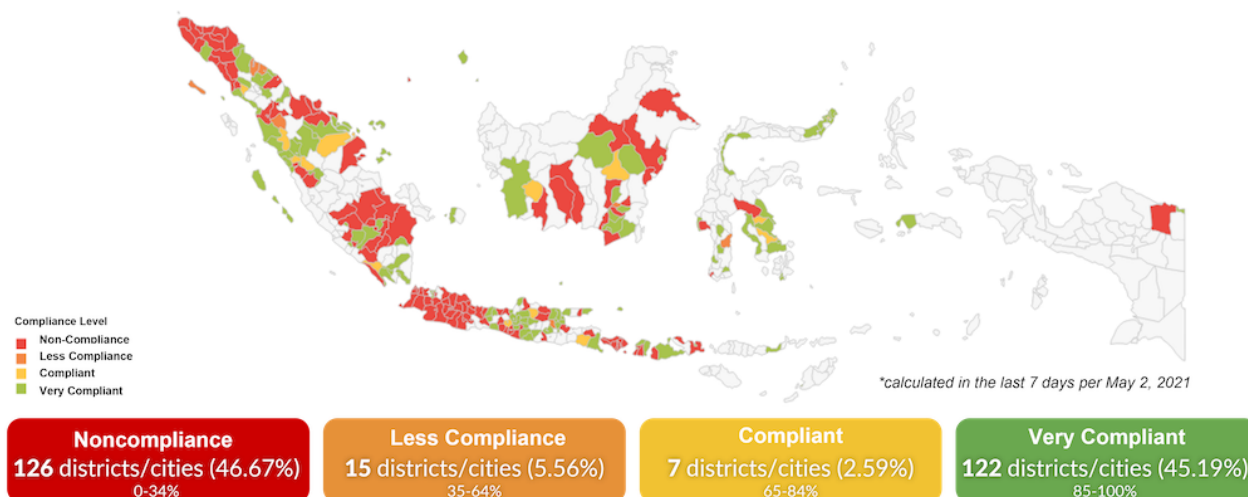 Compliance Level
Non-Compliance
Less Compliance
Compliant
Very Compliant
*calculated in the last 7 days per May 2, 2021
Noncompliance
126 districts/cities (46.67%)
0-34%
Less Compliance
15 districts/cities (5.56%)
35-64%
Compliant
7 districts/cities (2.59%)
65-84%
Very Compliant
122 districts/cities (45.19%)
85-100%